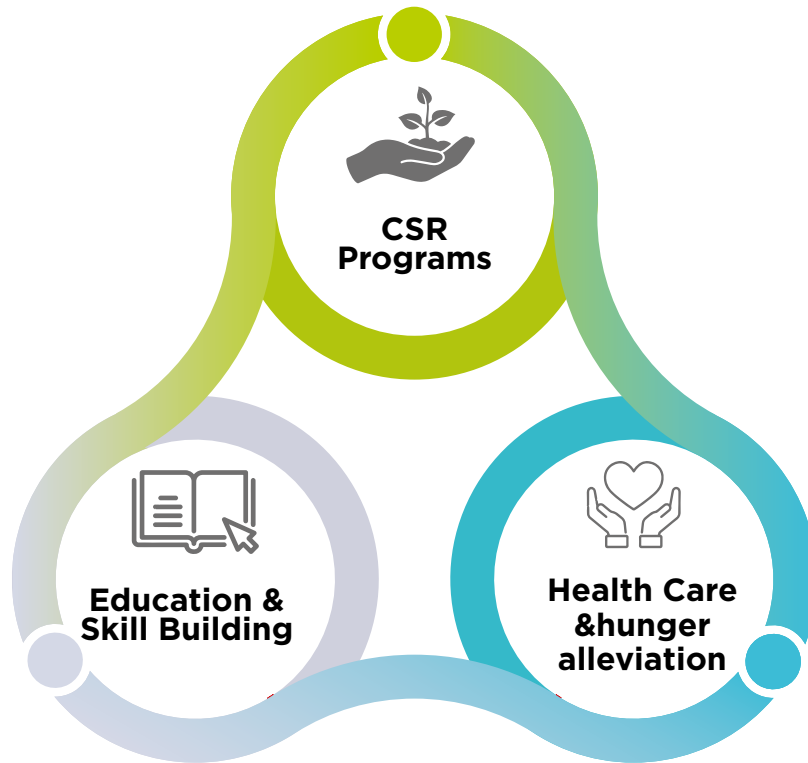 CSR
Programs
Education &
Skill Building
Health Care
&hunger
alleviation